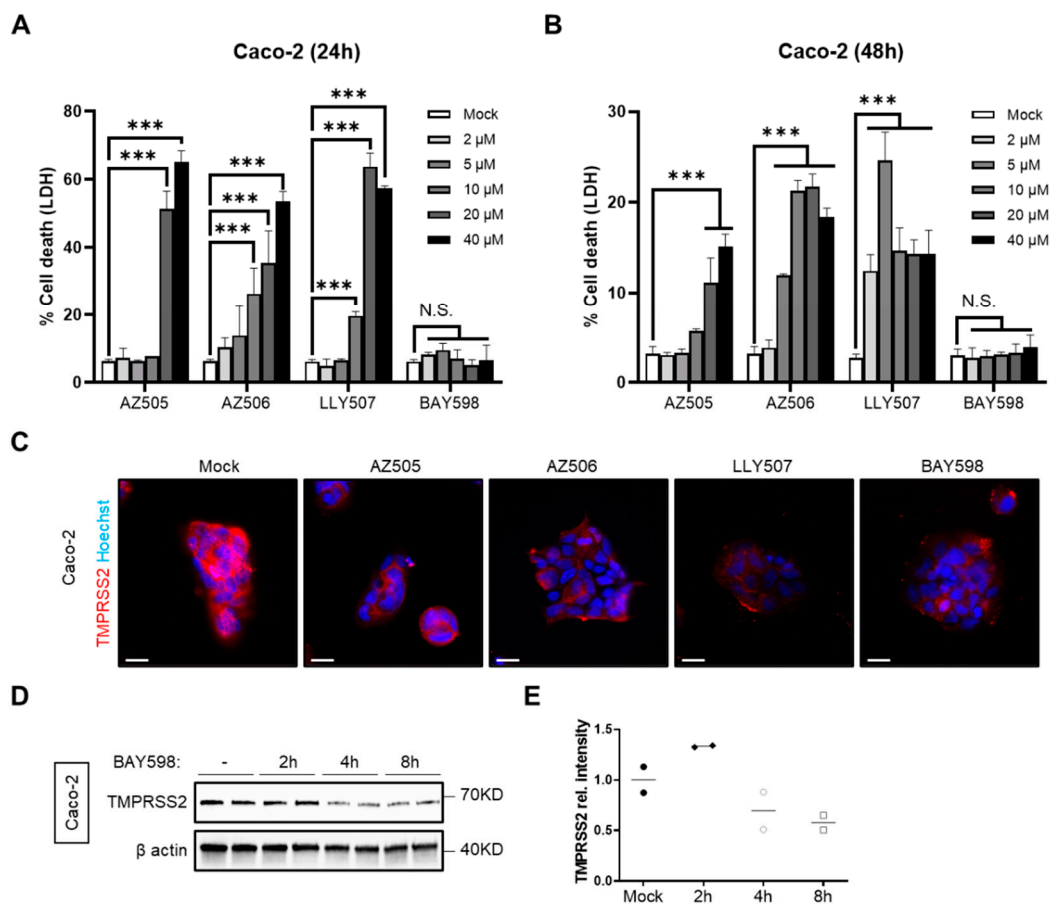 A
B
Caco-2 (24h)
Caco-2 (48h)
% Cell death (LDH)
80
60
40
20
0
***
***
***
***
***
***
***
***
N.S.
Mock
2 µM
5 µM
10 µM
20 µM
40 µM
AZ505
AZ506
LLY507
BAY598
% Cell death (LDH)
30
20
10
0
***
***
***
N.S.
Mock
2 µM
5 µM
10 µM
20 µM
40 µM
AZ505
AZ506
LLY507
BAY598
C
Mock
AZ505
AZ506
LLY507
BAY598
Caco-2
TMPRSS2 Hoechst
D
BAY598:
-
2h
4h
8h
Caco-2
TMPRSS2
70KD
β actin
40KD
E
TMPRSS2 rel. intensity
1.5
1.0
0.5
0.0
Mock
2h
4h
8h